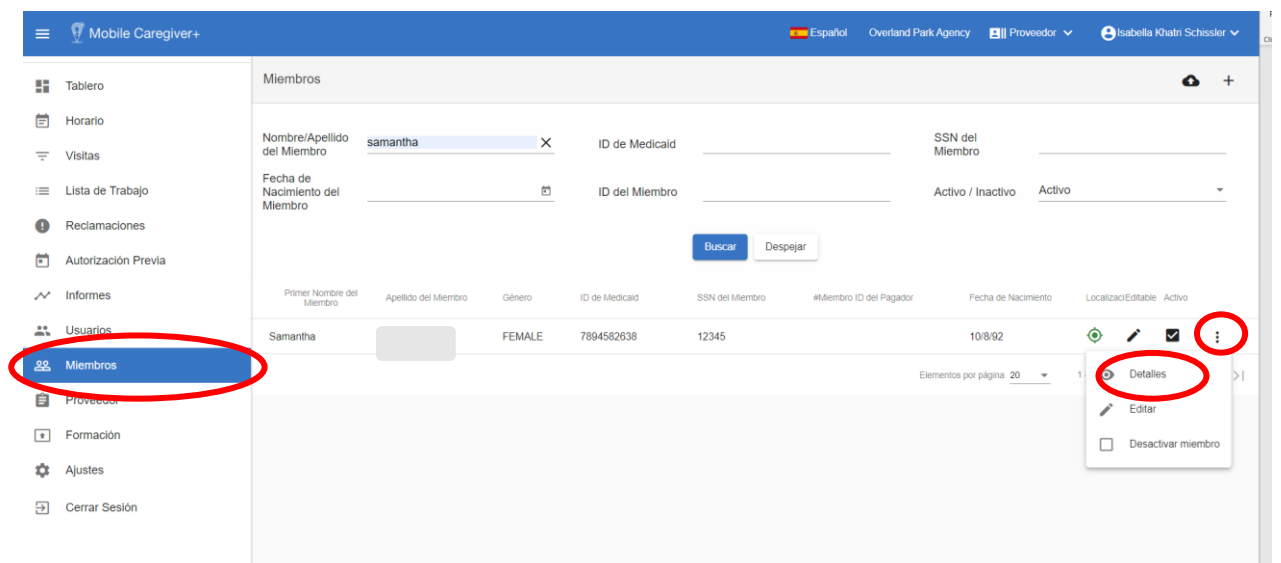 Mobile Caregiver+
Español Overland Park Agency Proveedor Isabella Khatri Schissler
Tablero
Horario
Visitas
Lista de Trabajo
Reclamaciones
Autorización Previa
Informes
Usuarios
Miembros
Proveedor
Formación
Ajustes
Cerrar Sesión
Miembros
Nombre/Apellido del Miembro samantha
ID de Medicaid
SSN del Miembro
Fecha de Nacimiento del Miembro
ID del Miembro
Activo / Inactivo Activo
Buscar Despejar
Primer Nombre del Miembro Apellido del Miembro Género ID de Medicaid SSN del Miembro #Miembro ID del Pagador Fecha de Nacimiento Localizaci Editable Activo
Samantha FEMALE 7894582638 12345 10/8/92
Elementos por página 20 1
Detalles
Editar
Desactivar miembro